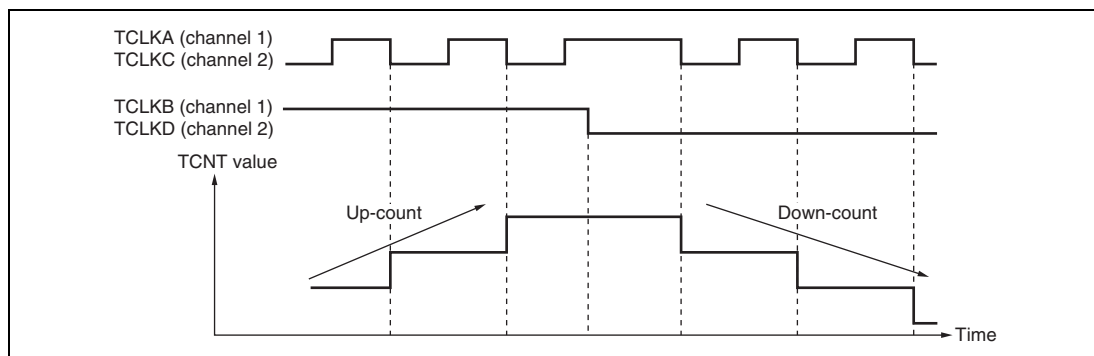 TCLKA (channel 1)
TCLKC (channel 2)
TCLKB (channel 1)
TCLKD (channel 2)
TCNT value
Up-count
Down-count
Time